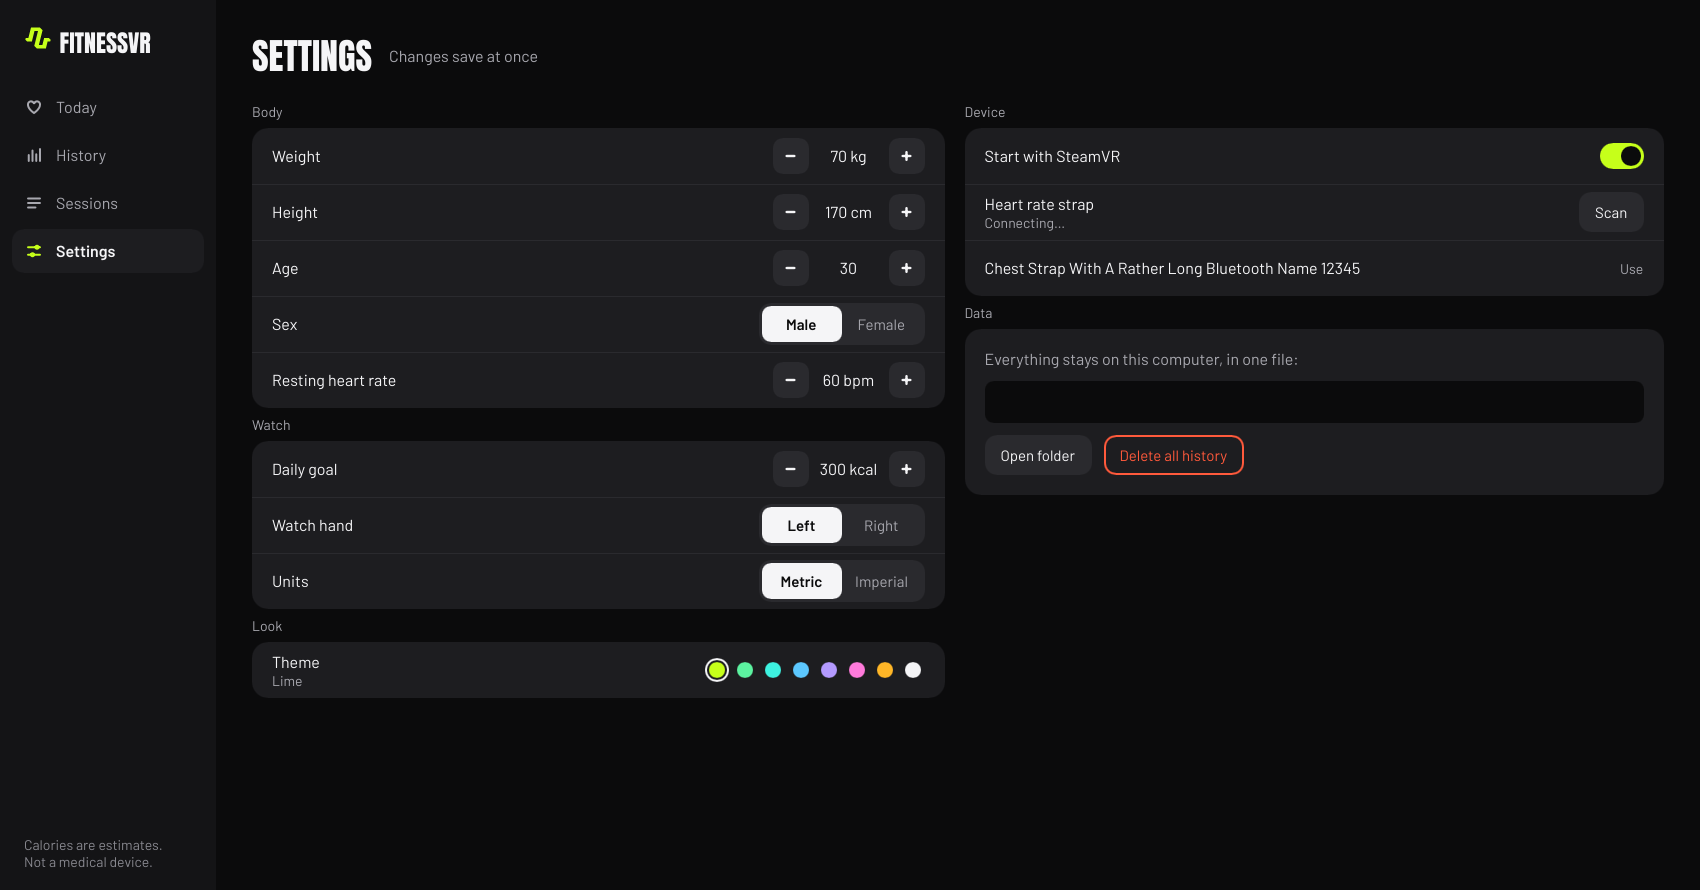 FITNESSVR
Today
History
Sessions
Settings
Calories are estimates.
Not a medical device.
SETTINGS Changes save at once
Body
Weight − 70 kg +
Height − 170 cm +
Age − 30 +
Sex Male Female
Resting heart rate − 60 bpm +
Watch
Daily goal − 300 kcal +
Watch hand Left Right
Units Metric Imperial
Look
Theme
Lime
Device
Start with SteamVR
Heart rate strap
Connecting... Scan
Chest Strap With A Rather Long Bluetooth Name 12345 Use
Data
Everything stays on this computer, in one file:
Open folder Delete all history